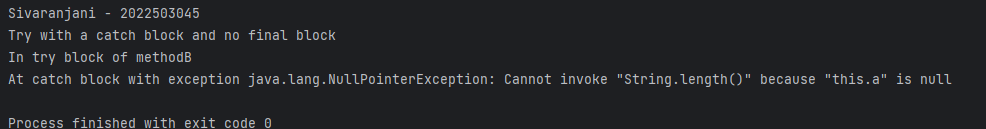 Sivaranjani - 2022503045
Try with a catch block and no final block
In try block of methodB
At catch block with exception java.lang.NullPointerException: Cannot invoke "String.length()" because "this.a" is null
Process finished with exit code 0